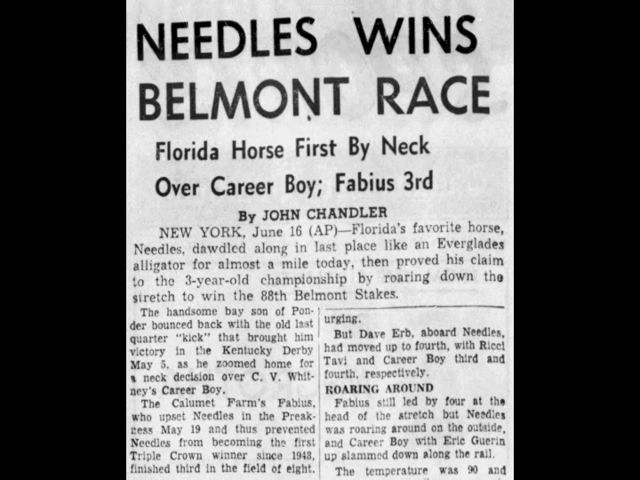 NEEDLES WINS
BELMONT RACE
Florida Horse First By Neck
Over Career Boy; Fabius 3rd
By JOHN CHANDLER
NEW YORK, June 16 (AP)—Florida's favorite horse,
Needles, dawdled along in last place like an Everglades
alligator for almost a mile today, then proved his claim
to the 3-year-old championship by roaring down the
stretch to win the 88th Belmont Stakes.
The handsome bay son of Pon-
der bounced back with the old last
quarter "kick" that brought him
victory in the Kentucky Derby
May 5, as he zoomed home for
a neck decision over C. V. Whit-
ney's Career Boy.
The Calumet Farm's Fabius,
who upset Needles in the Preak-
ness May 19 and thus prevented
Needles from becoming the first
Triple Crown winner since 1948,
finished third in the field of eight.
urging.
But Dave Erb, aboard Needles,
had moved up to fourth, with Ricci
Tavi and Career Boy third and
fourth, respectively.
ROARING AROUND
Fabius still led by four at the
head of the stretch but Needles
was roaring around on the outside,
and Career Boy with Eric Guerin
up slammed down along the rail.
The temperature was 90 and